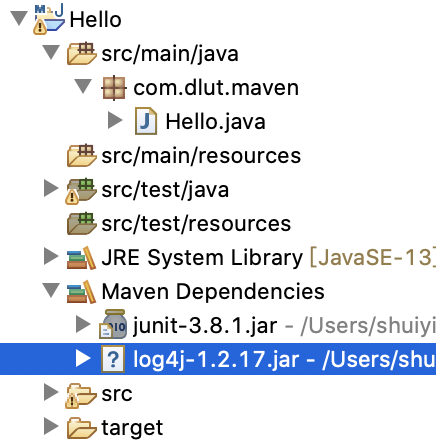 Hello
src/main/java
com.dlut.maven
Hello.java
src/main/resources
src/test/java
src/test/resources
JRE System Library [JavaSE-13]
Maven Dependencies
junit-3.8.1.jar - /Users/shuiyi
log4j-1.2.17.jar - /Users/shu
src
target